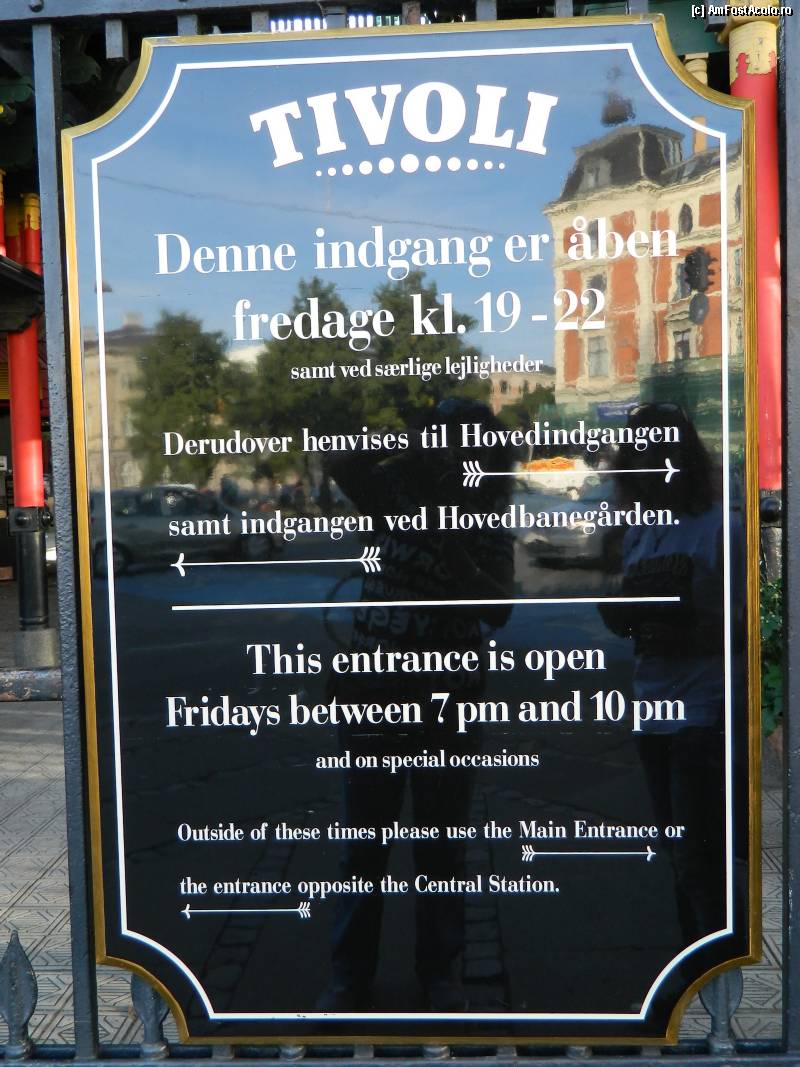 [c] AmFostAcolo.ro
TIVOLI
Denne indgang er åben
fredage kl. 19 - 22
samt ved særlige lejligheder
Derudover henvises til Hovedindgangen
samt indgangen ved Hovedbanegården.
This entrance is open
Fridays between 7 pm and 10 pm
and on special occasions
Outside of these times please use the Main Entrance or
the entrance opposite the Central Station.